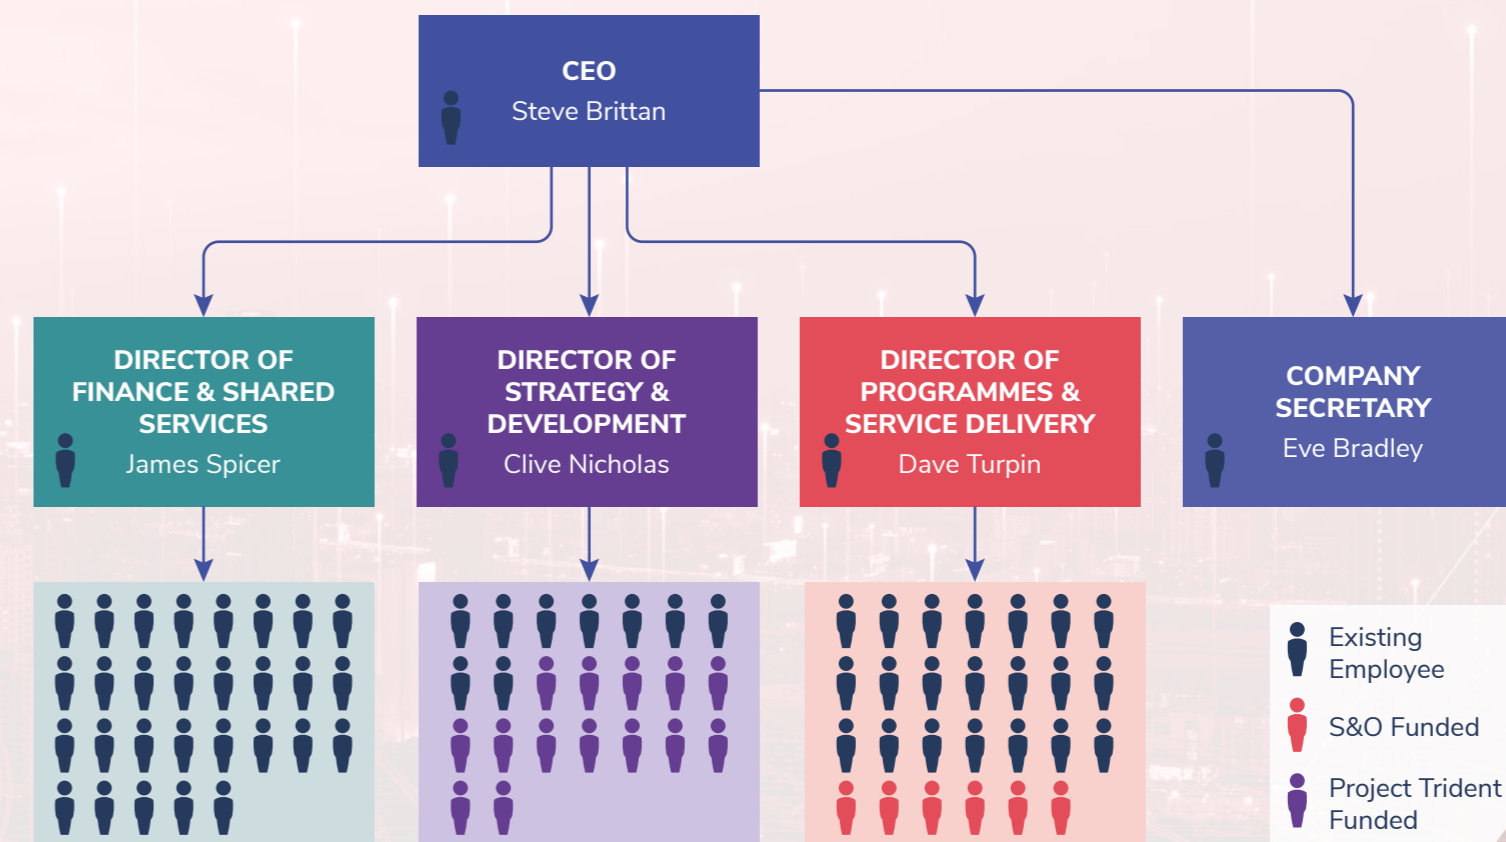 CEO
Steve Brittan
DIRECTOR OF
FINANCE & SHARED
SERVICES
James Spicer
DIRECTOR OF
STRATEGY &
DEVELOPMENT
Clive Nicholas
DIRECTOR OF
PROGRAMMES &
SERVICE DELIVERY
Dave Turpin
COMPANY
SECRETARY
Eve Bradley
Existing
Employee
S&O Funded
Project Trident
Funded